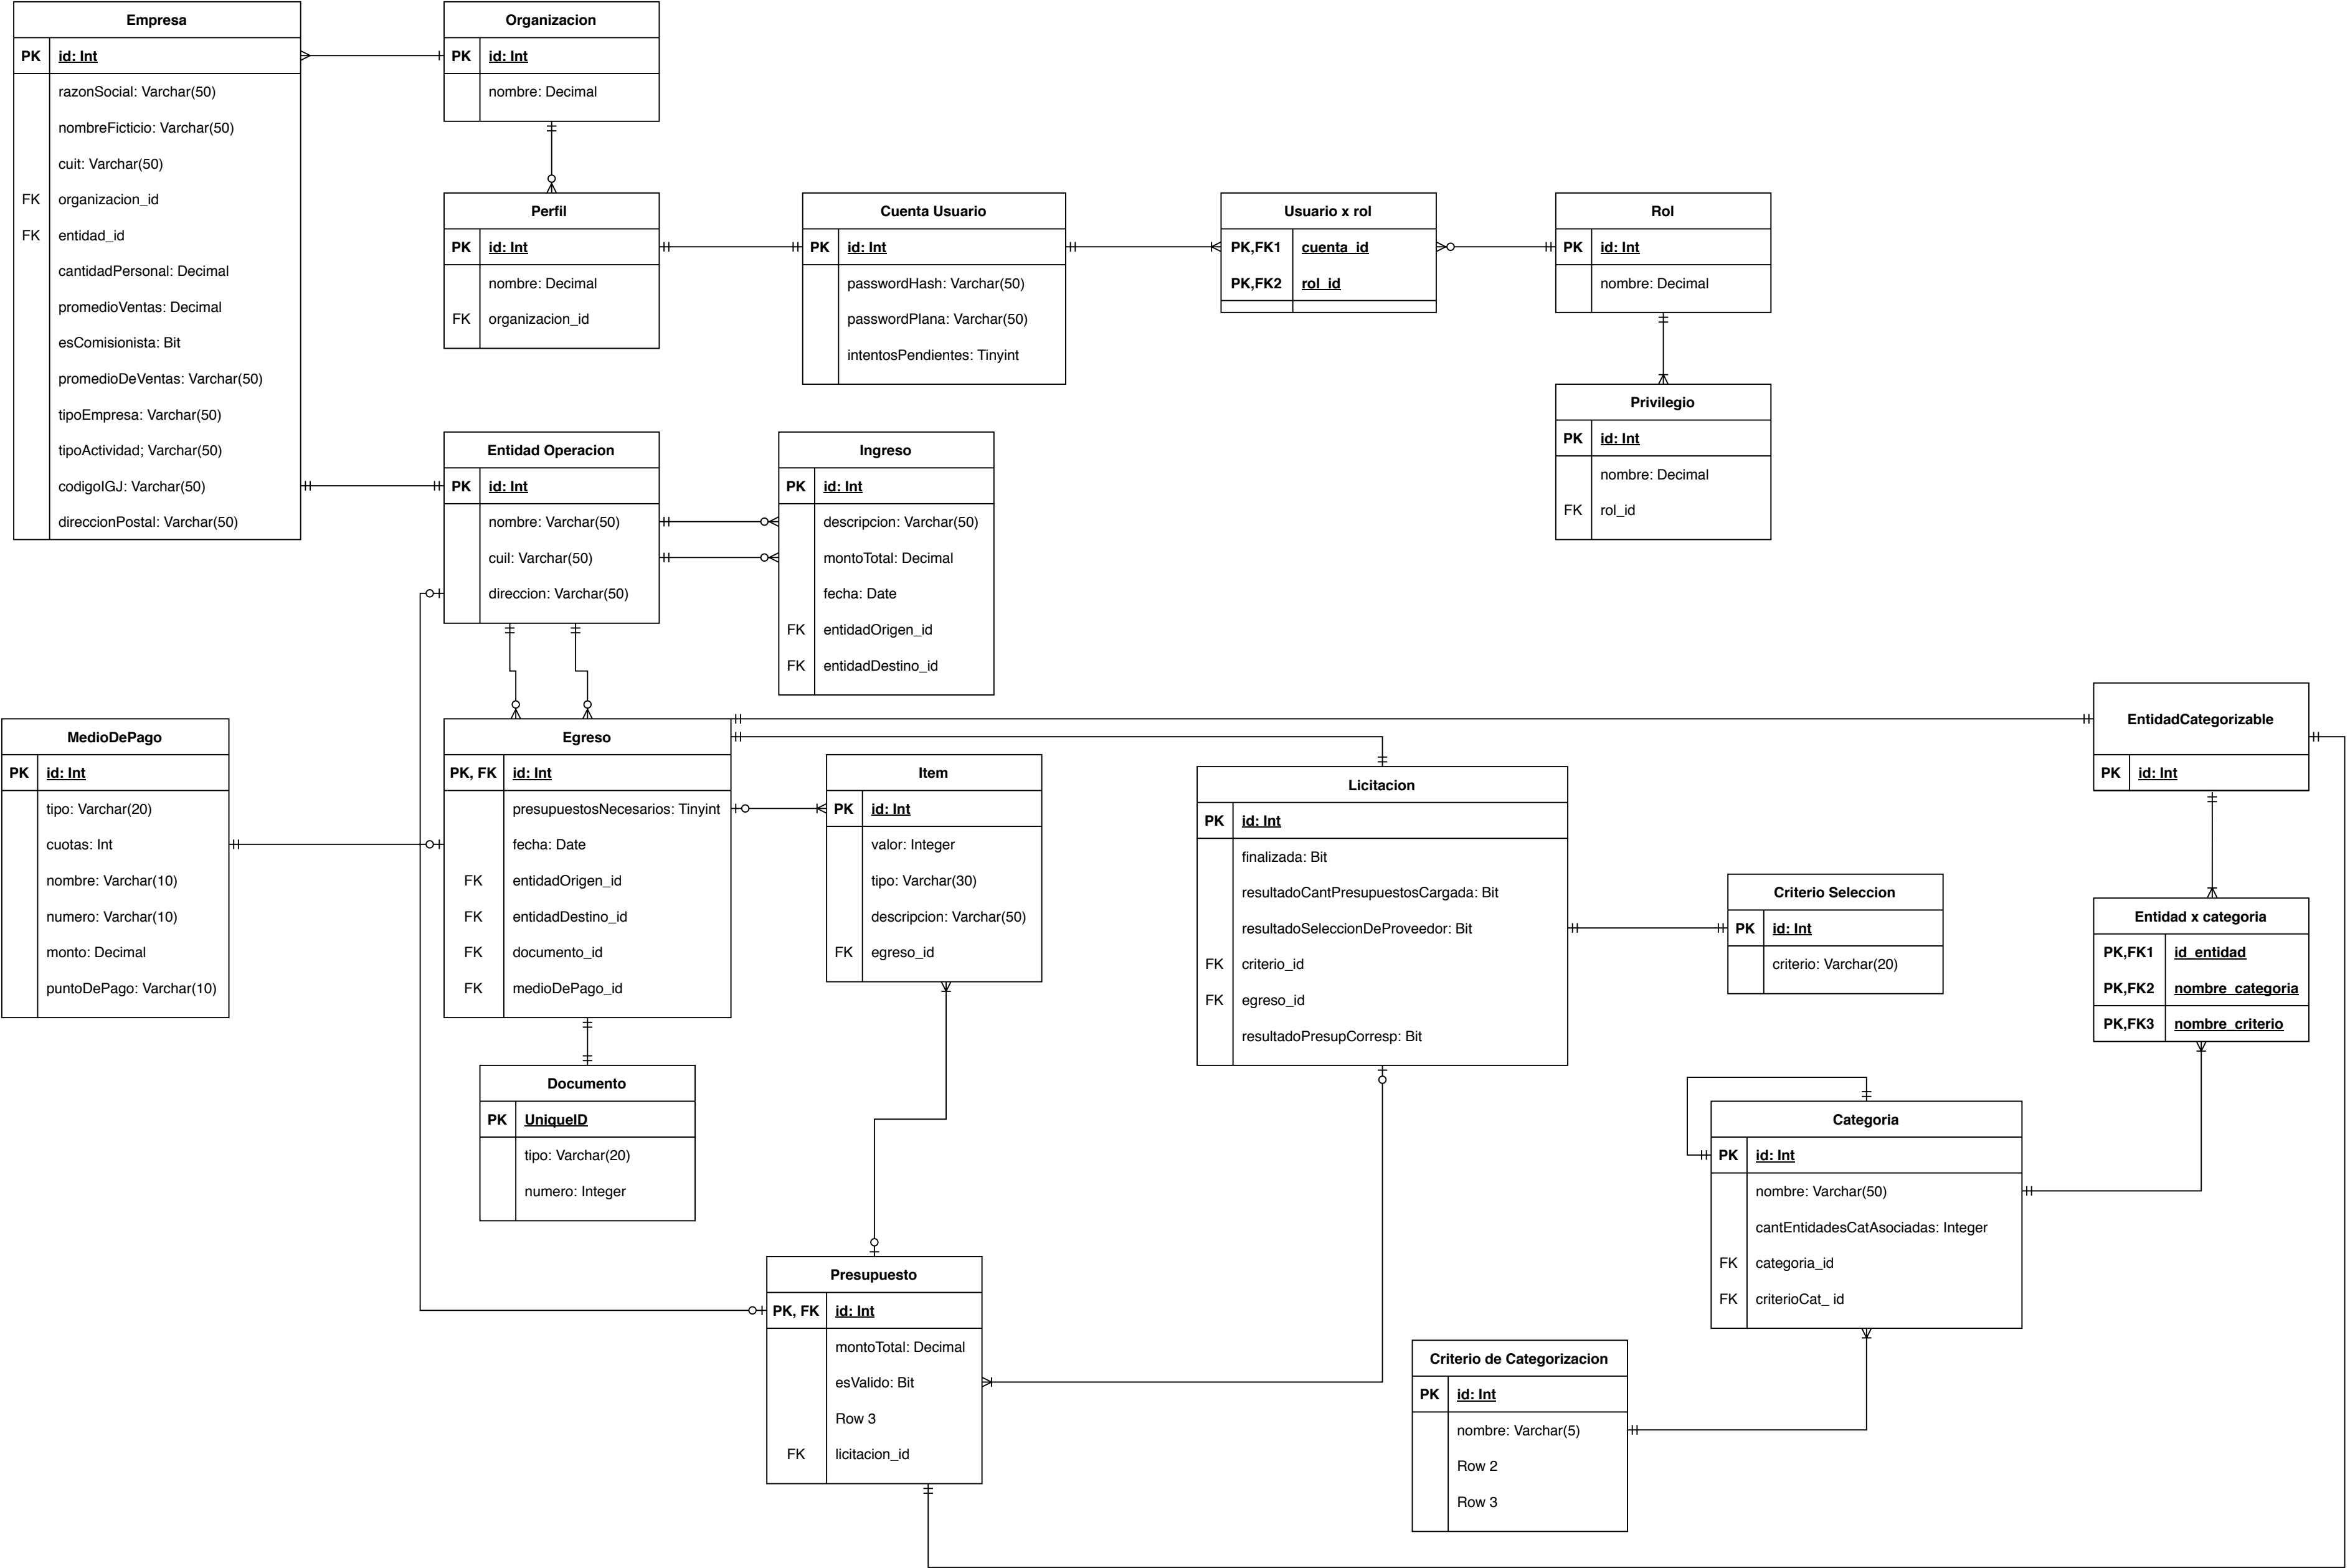 Empresa
PK id: Int
razonSocial: Varchar(50)
nombreFicticio: Varchar(50)
cuit: Varchar(50)
FK organizacion_id
FK entidad_id
cantidadPersonal: Decimal
promedioVentas: Decimal
esComisionista: Bit
promedioDeVentas: Varchar(50)
tipoEmpresa: Varchar(50)
tipoActividad; Varchar(50)
codigoIGJ: Varchar(50)
direccionPostal: Varchar(50)
Organizacion
PK id: Int
nombre: Decimal
Perfil
PK id: Int
nombre: Decimal
FK organizacion_id
Cuenta Usuario
PK id: Int
passwordHash: Varchar(50)
passwordPlana: Varchar(50)
intentosPendientes: Tinyint
Usuario x rol
PK,FK1 cuenta_id
PK,FK2 rol_id
Rol
PK id: Int
nombre: Decimal
Privilegio
PK id: Int
nombre: Decimal
FK rol_id
Entidad Operacion
PK id: Int
nombre: Varchar(50)
cuil: Varchar(50)
direccion: Varchar(50)
Ingreso
PK id: Int
descripcion: Varchar(50)
montoTotal: Decimal
fecha: Date
FK entidadOrigen_id
FK entidadDestino_id
MedioDePago
PK id: Int
tipo: Varchar(20)
cuotas: Int
nombre: Varchar(10)
numero: Varchar(10)
monto: Decimal
puntoDePago: Varchar(10)
Egreso
PK, FK id: Int
presupuestosNecesarios: Tinyint
fecha: Date
FK entidadOrigen_id
FK entidadDestino_id
FK documento_id
FK medioDePago_id
Item
PK id: Int
valor: Integer
tipo: Varchar(30)
descripcion: Varchar(50)
FK egreso_id
Licitacion
PK id: Int
finalizada: Bit
resultadoCantPresupuestosCargada: Bit
resultadoSeleccionDeProveedor: Bit
FK criterio_id
FK egreso_id
resultadoPresupCorresp: Bit
Criterio Seleccion
PK id: Int
criterio: Varchar(20)
EntidadCategorizable
PK id: Int
Entidad x categoria
PK,FK1 id_entidad
PK,FK2 nombre_categoria
PK,FK3 nombre_criterio
Documento
PK UniqueID
tipo: Varchar(20)
numero: Integer
Categoria
PK id: Int
nombre: Varchar(50)
cantEntidadesCatAsociadas: Integer
FK categoria_id
FK criterioCat_ id
Presupuesto
PK, FK id: Int
montoTotal: Decimal
esValido: Bit
Row 3
FK licitacion_id
Criterio de Categorizacion
PK id: Int
nombre: Varchar(5)
Row 2
Row 3